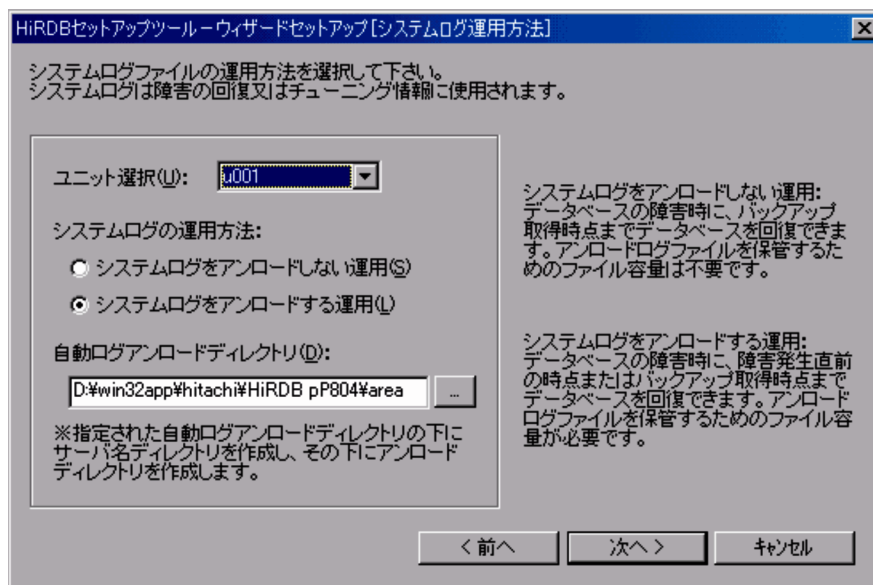 HiRDBセットアップツール－ウィザードセットアップ[システムログ運用方法]
システムログファイルの運用方法を選択して下さい。
システムログは障害の回復又はチューニング情報に使用されます。
ユニット選択(U):
u001
システムログの運用方法:
システムログをアンロードしない運用(S)
システムログをアンロードする運用(L)
自動ログアンロードディレクトリ(D):
D:¥win32app¥hitachi¥HiRDB pP804¥area
...
※指定された自動ログアンロードディレクトリの下に
サーバ名ディレクトリを作成し、その下にアンロード
ディレクトリを作成します。
システムログをアンロードしない運用:
データベースの障害時に、バックアップ
取得時点までデータベースを回復できま
す。アンロードログファイルを保管するた
めのファイル容量は不要です。
システムログをアンロードする運用:
データベースの障害時に、障害発生直前
の時点またはバックアップ取得時点まで
データベースを回復できます。アンロード
ログファイルを保管するためのファイル容
量が必要です。
< 前へ
次へ >
キャンセル